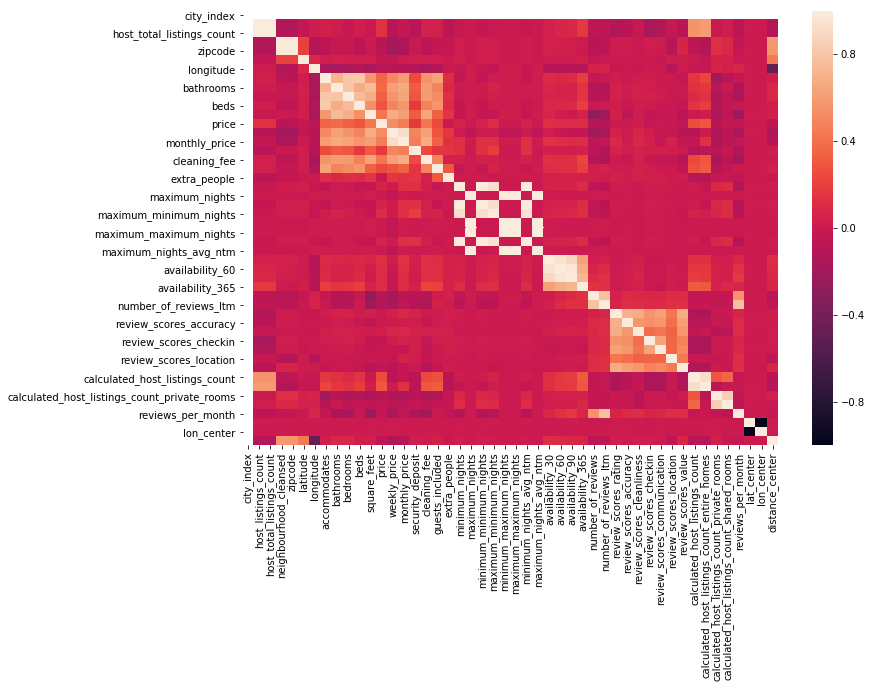 city_index
host_total_listings_count
zipcode
longitude
bathrooms
beds
price
monthly_price
cleaning_fee
extra_people
maximum_nights
maximum_minimum_nights
maximum_maximum_nights
maximum_nights_avg_ntm
availability_60
availability_365
number_of_reviews_ltm
review_scores_accuracy
review_scores_checkin
review_scores_location
calculated_host_listings_count
calculated_host_listings_count_private_rooms
reviews_per_month
lon_center
city_index
host_listings_count
host_total_listings_count
neighbourhood_cleansed
zipcode
latitude
longitude
accommodates
bathrooms
bedrooms
beds
square_feet
price
weekly_price
monthly_price
security_deposit
cleaning_fee
guests_included
extra_people
minimum_nights
maximum_nights
minimum_minimum_nights
maximum_minimum_nights
minimum_maximum_nights
maximum_maximum_nights
minimum_nights_avg_ntm
maximum_nights_avg_ntm
availability_30
availability_60
availability_90
availability_365
number_of_reviews
number_of_reviews_ltm
review_scores_rating
review_scores_accuracy
review_scores_cleanliness
review_scores_checkin
review_scores_communication
review_scores_location
review_scores_value
calculated_host_listings_count
calculated_host_listings_count_entire_homes
calculated_host_listings_count_private_rooms
calculated_host_listings_count_shared_rooms
reviews_per_month
lat_center
lon_center
distance_center
0.8
0.4
0.0
−0.4
−0.8